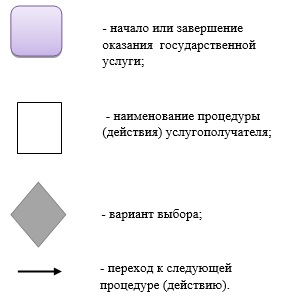 - начало или завершение
оказания государственной
услуги;
- наименование процедуры
(действия) услугополучателя;
- вариант выбора;
- переход к следующей
процедуре (действию).